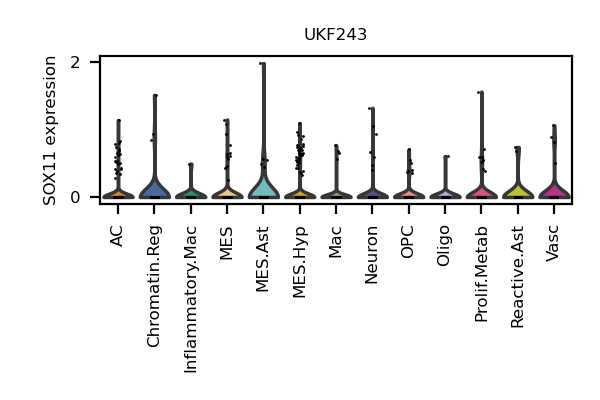 UKF243
SOX11 expression
2
0
AC
Chromatin.Reg
Inflammatory.Mac
MES
MES.Ast
MES.Hyp
Mac
Neuron
OPC
Oligo
Prolif.Metab
Reactive.Ast
Vasc